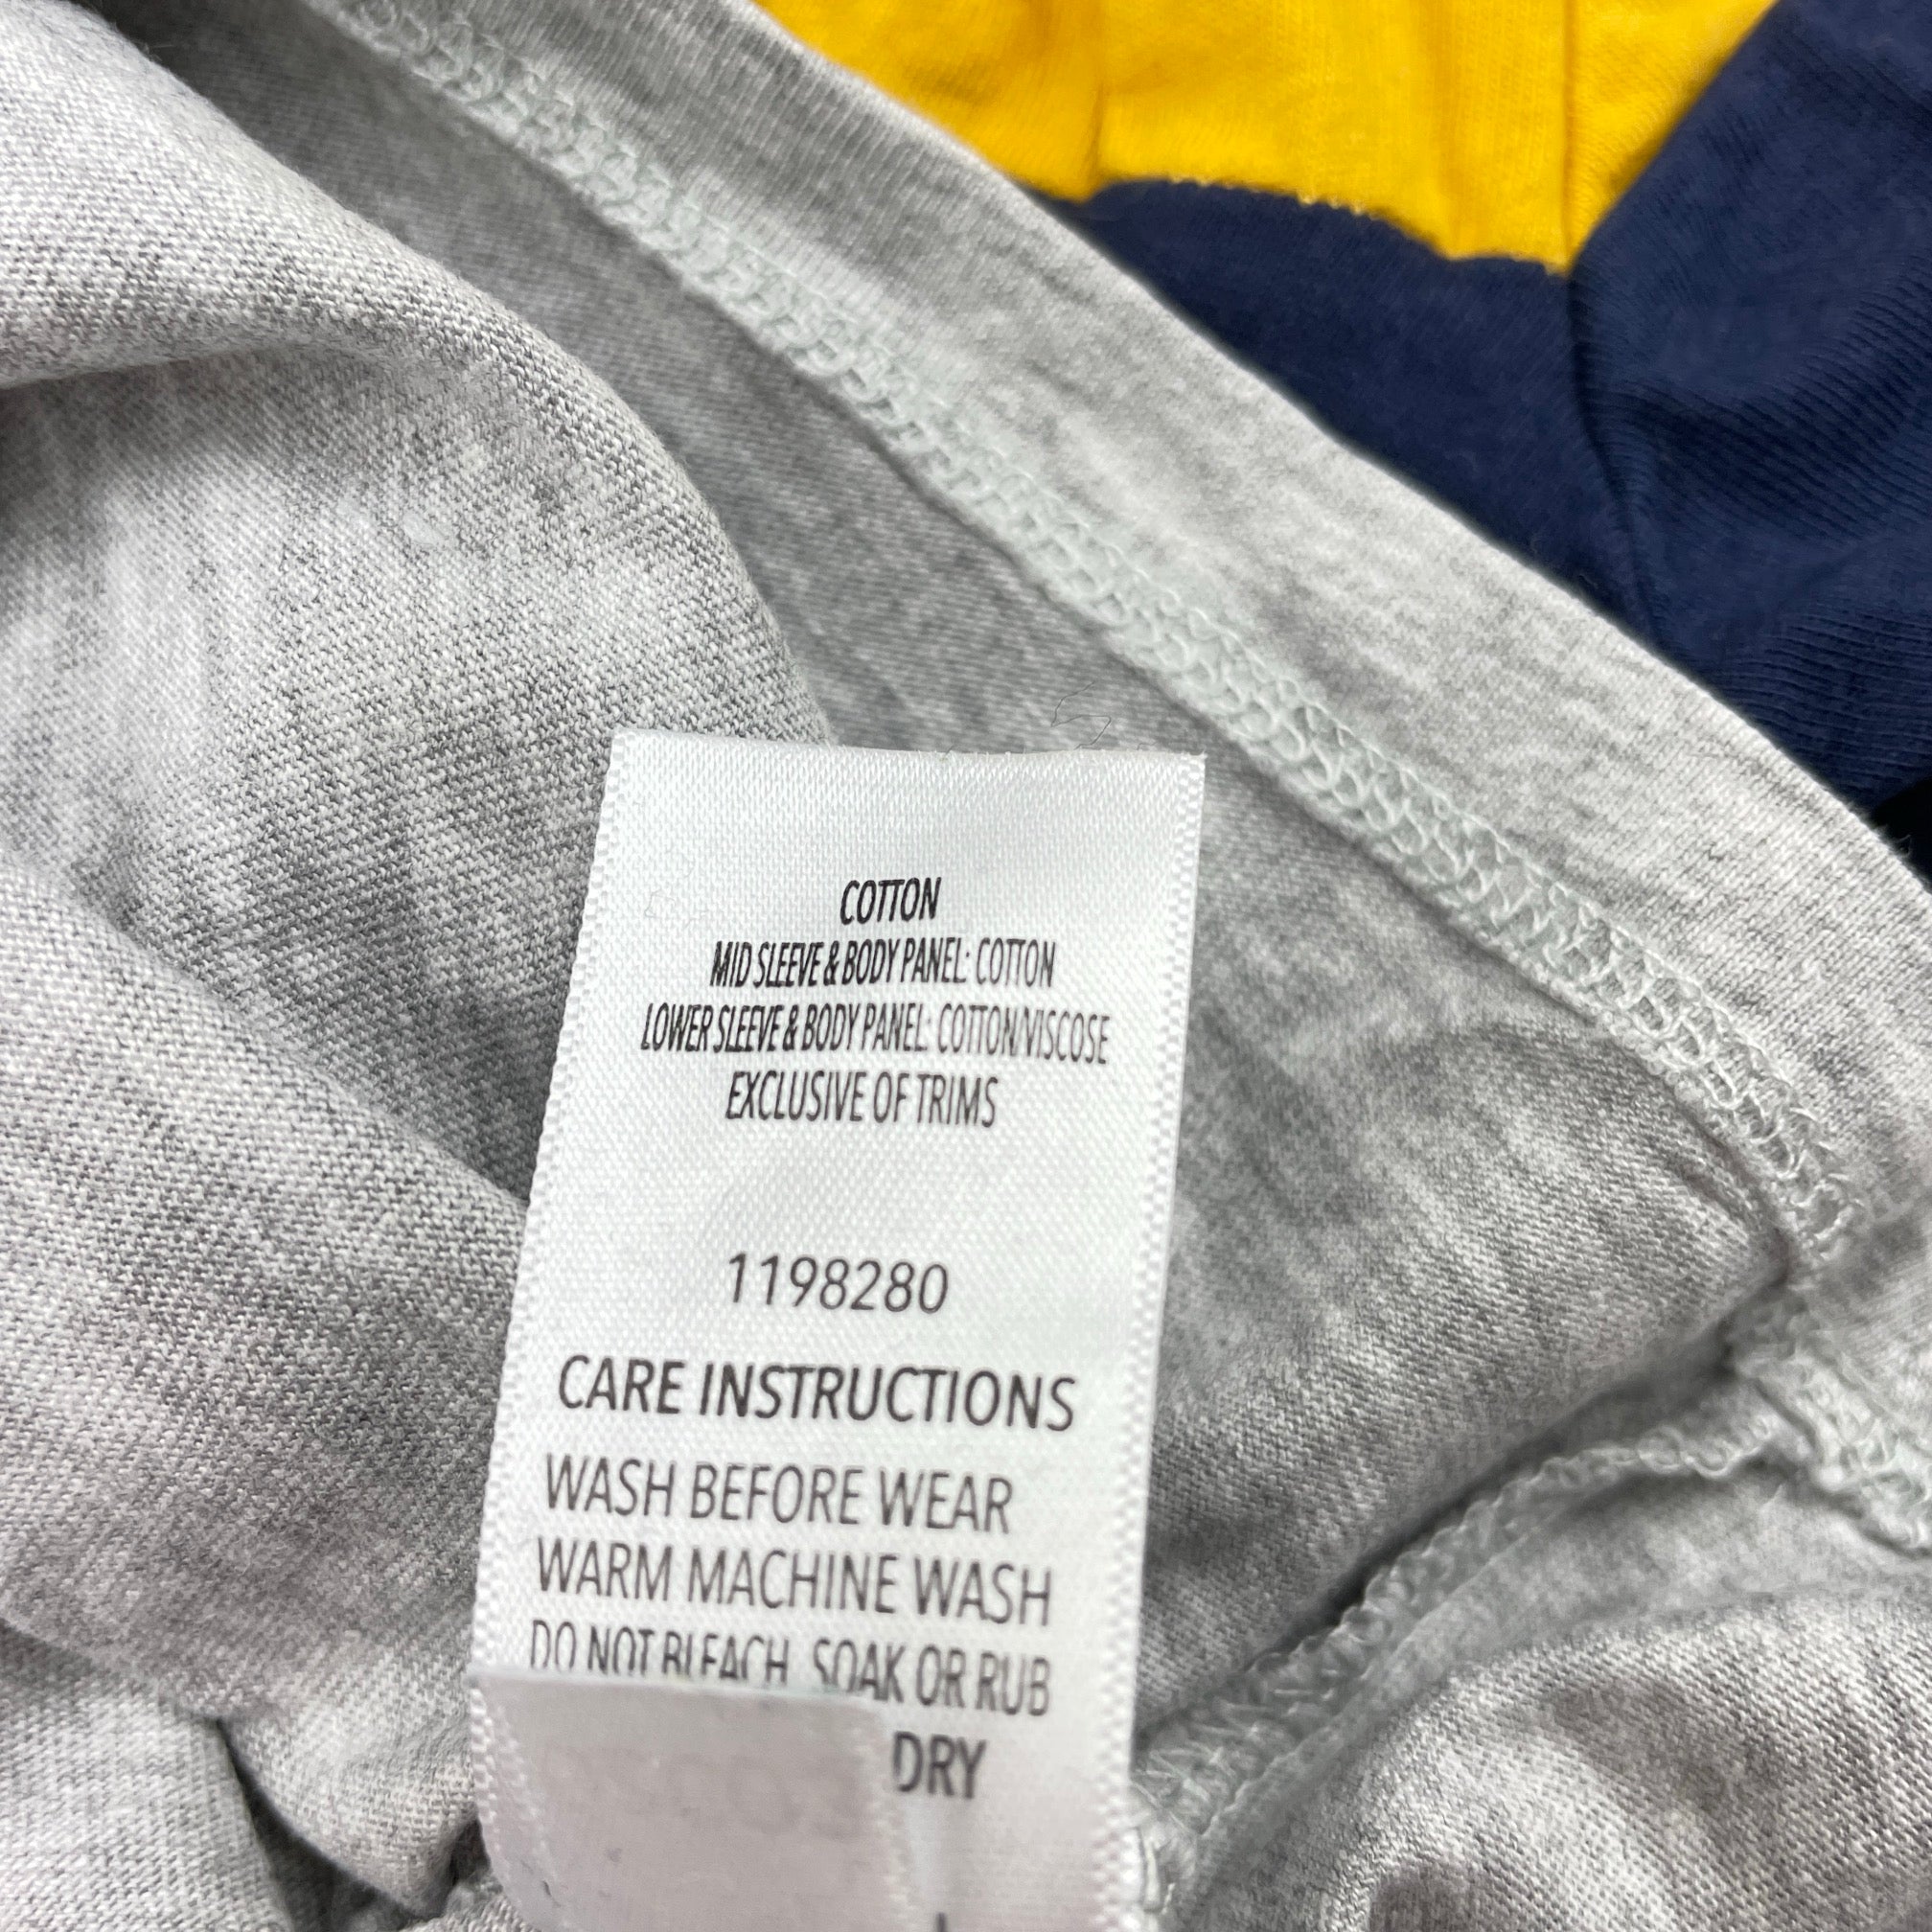 COTTON
MID SLEEVE & BODY PANEL: COTTON
LOWER SLEEVE & BODY PANEL: COTTON/VISCOSE
EXCLUSIVE OF TRIMS
1198280
CARE INSTRUCTIONS
WASH BEFORE WEAR
WARM MACHINE WASH
DO NOT BLEACH, SOAK OR RUB
DRY